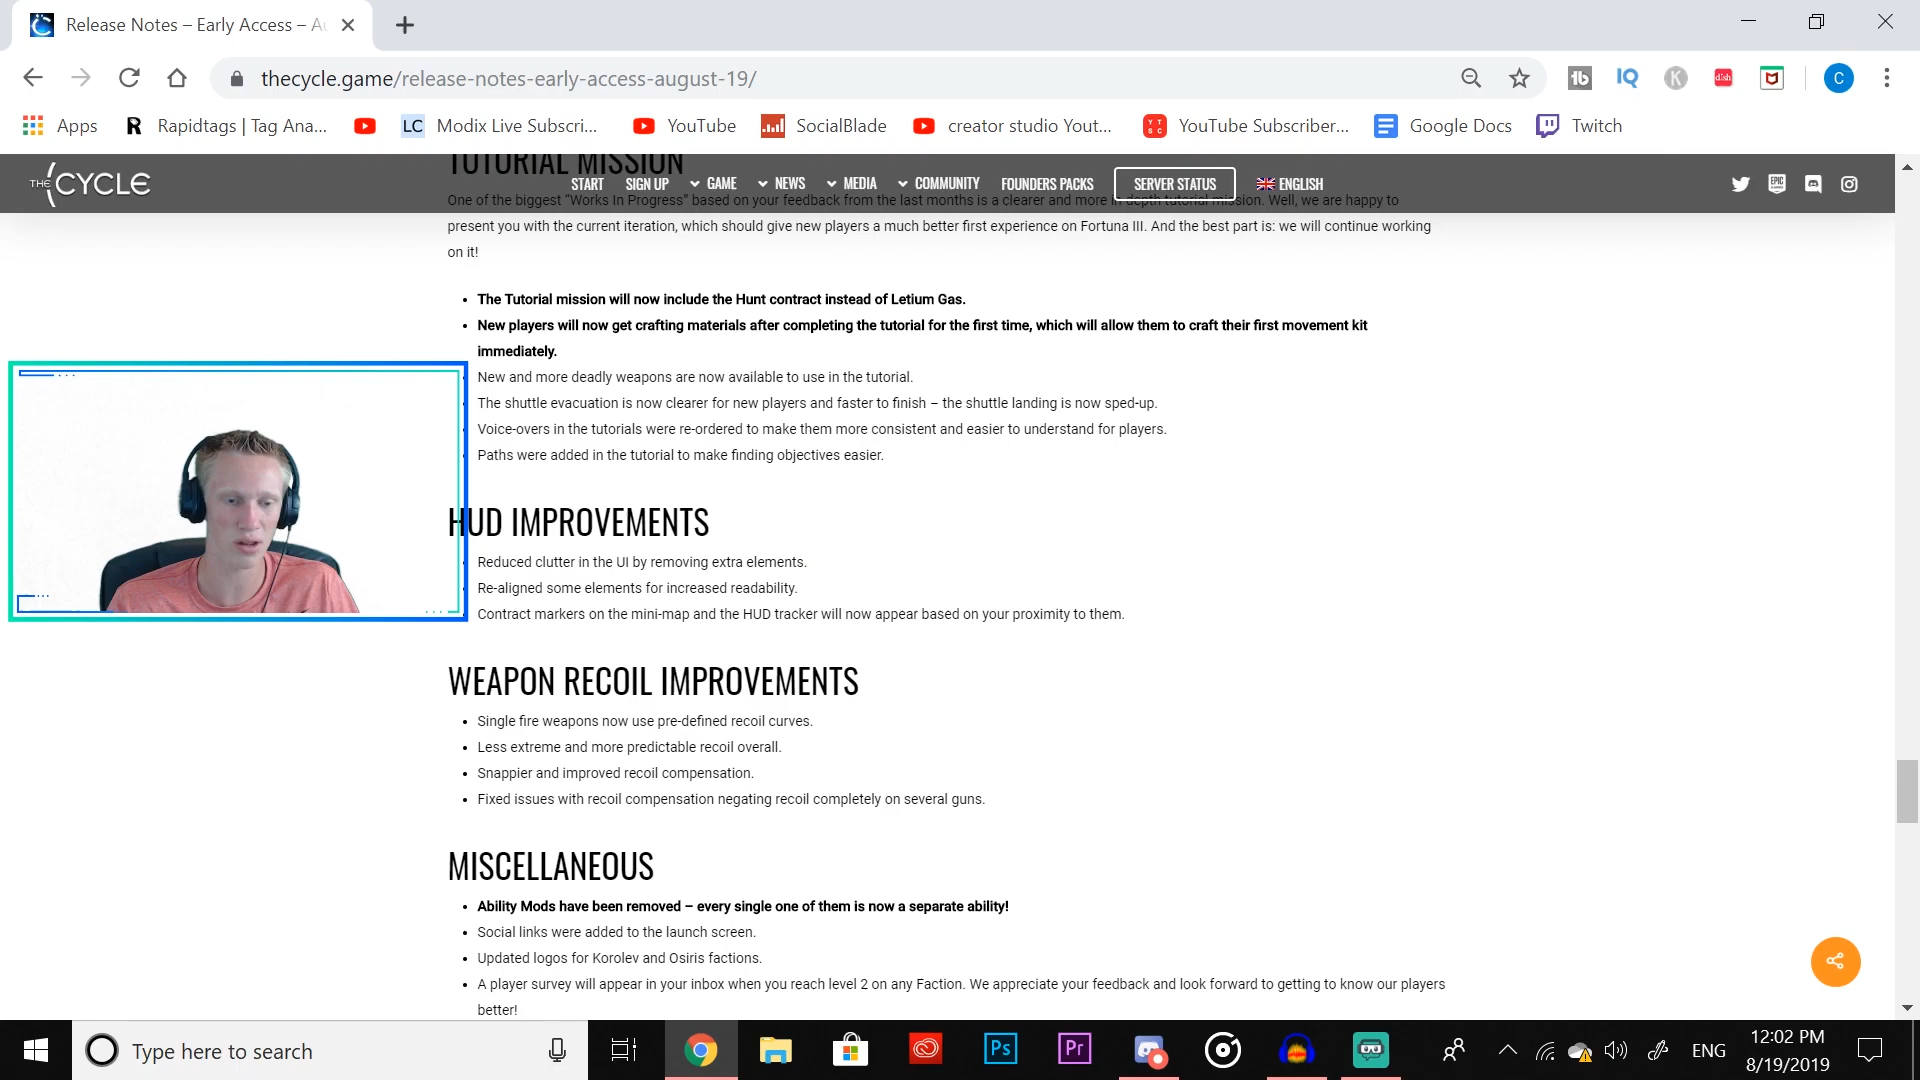 Release Notes – Early Access – Au
thecycle.game/release-notes-early-access-august-19/
Apps
Rapidtags | Tag Ana...
LC Modix Live Subscri...
YouTube
SocialBlade
creator studio Yout...
YouTube Subscriber...
Google Docs
Twitch
TUTORIAL MISSION
THE CYCLE
START
SIGN UP
GAME
NEWS
MEDIA
COMMUNITY
FOUNDERS PACKS
SERVER STATUS
ENGLISH
One of the biggest “Works In Progress” based on your feedback from the last months is a clearer and more in-depth tutorial mission. Well, we are happy to
present you with the current iteration, which should give new players a much better first experience on Fortuna III. And the best part is: we will continue working
on it!
The Tutorial mission will now include the Hunt contract instead of Letium Gas.
New players will now get crafting materials after completing the tutorial for the first time, which will allow them to craft their first movement kit
immediately.
New and more deadly weapons are now available to use in the tutorial.
The shuttle evacuation is now clearer for new players and faster to finish – the shuttle landing is now sped-up.
Voice-overs in the tutorials were re-ordered to make them more consistent and easier to understand for players.
Paths were added in the tutorial to make finding objectives easier.
HUD IMPROVEMENTS
Reduced clutter in the UI by removing extra elements.
Re-aligned some elements for increased readability.
Contract markers on the mini-map and the HUD tracker will now appear based on your proximity to them.
WEAPON RECOIL IMPROVEMENTS
Single fire weapons now use pre-defined recoil curves.
Less extreme and more predictable recoil overall.
Snappier and improved recoil compensation.
Fixed issues with recoil compensation negating recoil completely on several guns.
MISCELLANEOUS
Ability Mods have been removed – every single one of them is now a separate ability!
Social links were added to the launch screen.
Updated logos for Korolev and Osiris factions.
A player survey will appear in your inbox when you reach level 2 on any Faction. We appreciate your feedback and look forward to getting to know our players
better!
Type here to search
Ps
Pr
ENG
12:02 PM
8/19/2019